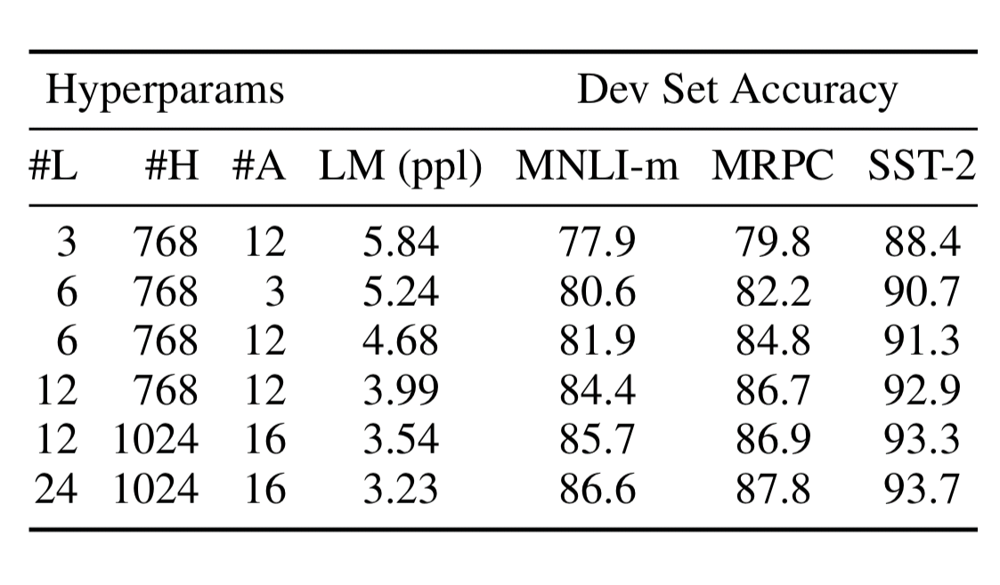 Hyperparams Dev Set Accuracy
#L #H #A LM (ppl) MNLI-m MRPC SST-2
3 768 12 5.84 77.9 79.8 88.4
6 768 3 5.24 80.6 82.2 90.7
6 768 12 4.68 81.9 84.8 91.3
12 768 12 3.99 84.4 86.7 92.9
12 1024 16 3.54 85.7 86.9 93.3
24 1024 16 3.23 86.6 87.8 93.7